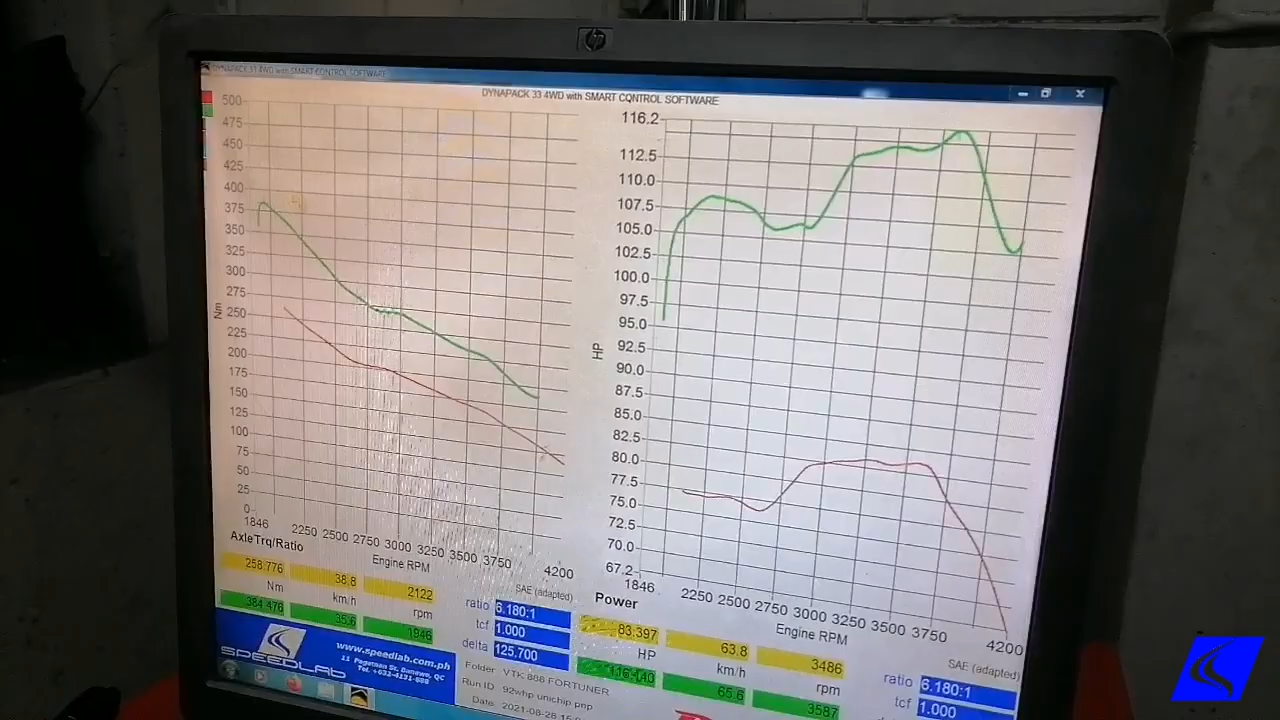 hp
DYNAPACK 33 4WD with SMART CONTROL SOFTWARE
DYNAPACK 33 4WD with SMART CONTROL SOFTWARE
500
475
450
425
400
375
350
325
300
275
250
225
200
175
150
125
100
75
50
25
0
Nm
1846 2250 2500 2750 3000 3250 3500 3750 4200
AxleTrq/Ratio
Engine RPM
SAE (adapted)
258.776 38.8 2122
Nm km/h rpm
384.476 35.6 1946
ratio 6.180:1
tcf 1.000
delta 125.700
116.2
112.5
110.0
107.5
105.0
102.5
100.0
97.5
95.0
92.5
90.0
87.5
85.0
82.5
80.0
77.5
75.0
72.5
70.0
67.2
HP
1846 2250 2500 2750 3000 3250 3500 3750 4200
Power
Engine RPM
SAE (adapted)
83.397 63.8 3486
HP km/h rpm
65.6 3587
ratio 6.180:1
tcf 1.000
SPEEDLAB
www.speedlab.com.ph
Folder VTK 888 FORTUNER
Run ID 92whp unichip pnp
Date 2021-08-28